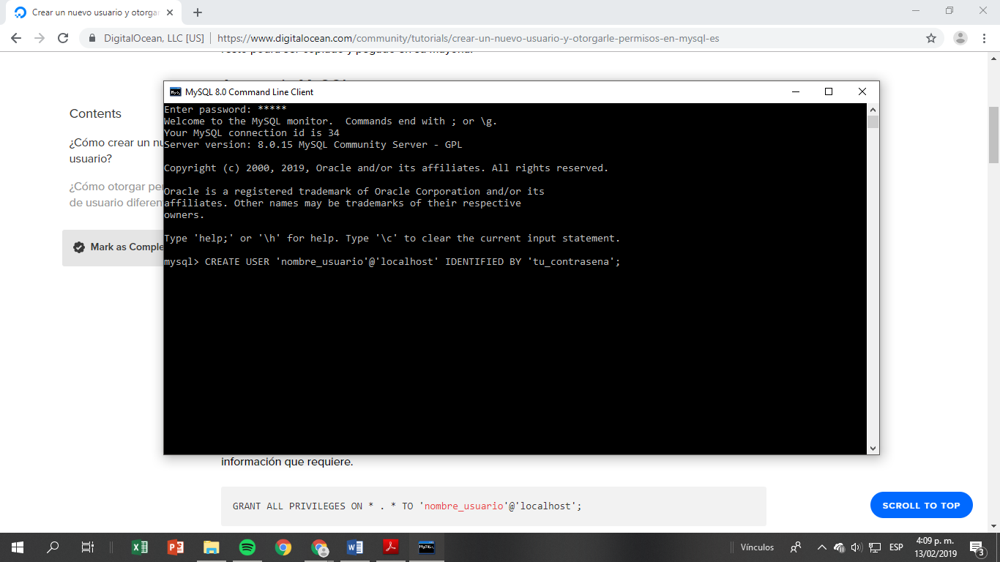 Crear un nuevo usuario y otorgar
DigitalOcean, LLC [US]
https://www.digitalocean.com/community/tutorials/crear-un-nuevo-usuario-y-otorgarle-permisos-en-mysql-es
Contents
¿Cómo crear un nu
usuario?
¿Cómo otorgar per
de usuario diferen
Mark as Comple
MySQL 8.0 Command Line Client
Enter password: *****
Welcome to the MySQL monitor.  Commands end with ; or \g.
Your MySQL connection id is 34
Server version: 8.0.15 MySQL Community Server - GPL
Copyright (c) 2000, 2019, Oracle and/or its affiliates. All rights reserved.
Oracle is a registered trademark of Oracle Corporation and/or its
affiliates. Other names may be trademarks of their respective
owners.
Type 'help;' or '\h' for help. Type '\c' to clear the current input statement.
mysql> CREATE USER 'nombre_usuario'@'localhost' IDENTIFIED BY 'tu_contrasena';
información que requiere.
GRANT ALL PRIVILEGES ON * . * TO 'nombre_usuario'@'localhost';
SCROLL TO TOP
Vínculos
ESP
4:09 p. m.
13/02/2019
3